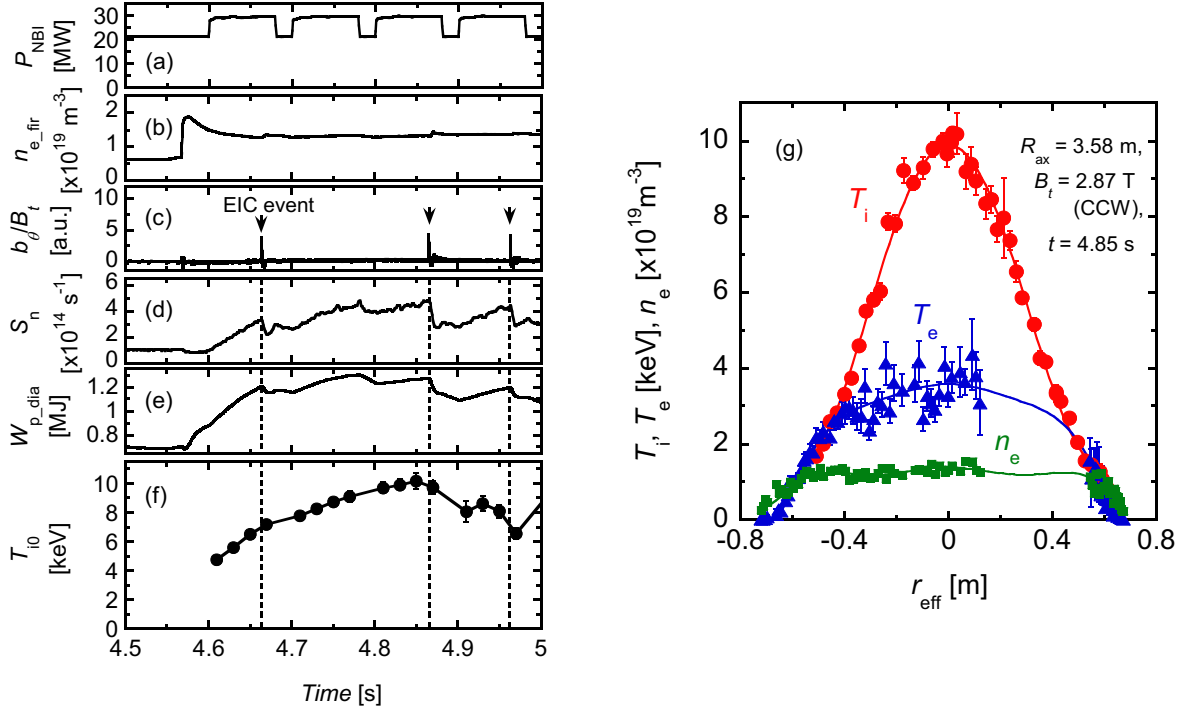 30
20
10
0
P_NBI
[MW]
(a)
2
1
0
n_e_fir
[x10^19 m^-3]
(b)
5
0
b_θ/B_t
[a.u.]
(c)
EIC event
6
4
2
0
S_n
[x10^14 s^-1]
(d)
1.2
1
0.8
W_p_dia
[MJ]
(e)
10
8
6
4
2
0
T_i0
[keV]
(f)
4.5 4.6 4.7 4.8 4.9 5
Time [s]
10
8
6
4
2
0
T_i, T_e [keV], n_e [x10^19 m^-3]
(g)
R_ax = 3.58 m,
B_t = 2.87 T
(CCW),
t = 4.85 s
T_i
T_e
n_e
-0.8 -0.4 0 0.4 0.8
r_eff [m]